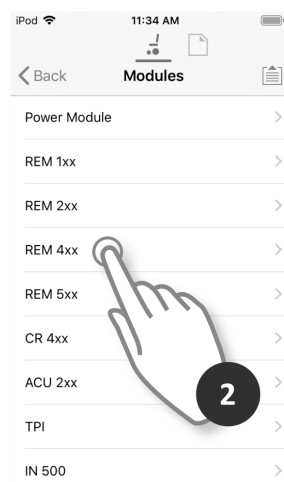 iPod 11:34 AM
Back Modules
Power Module
REM 1xx
REM 2xx
REM 4xx
REM 5xx
CR 4xx
ACU 2xx
2
TPI
IN 500